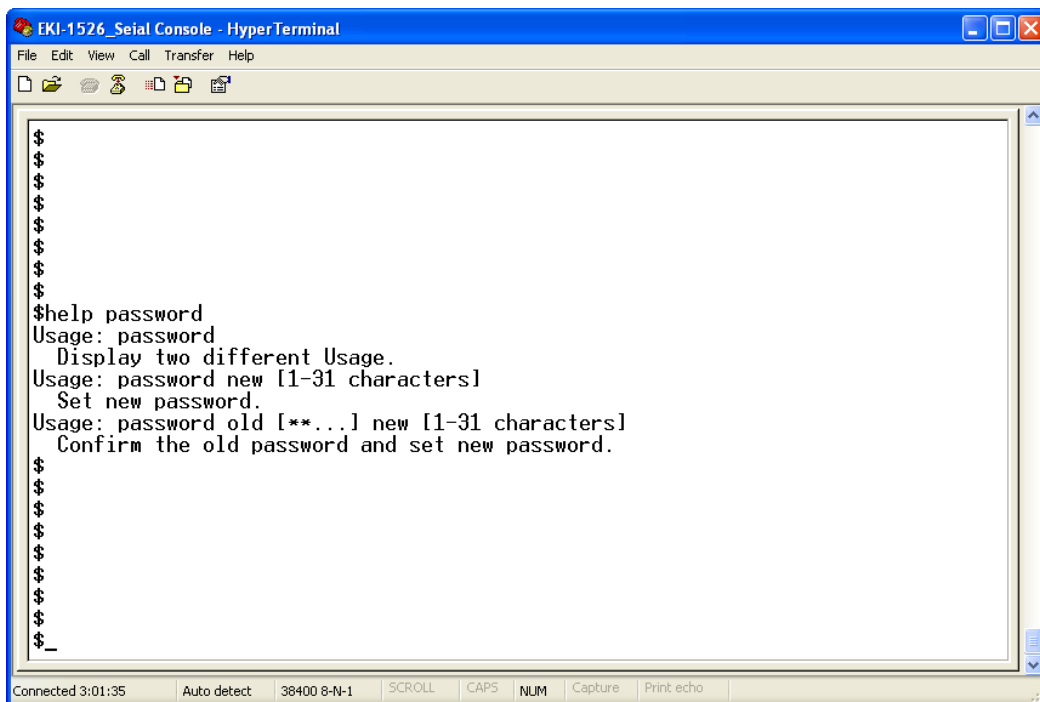 EKI-1526_Seial Console - HyperTerminal
File Edit View Call Transfer Help
$
$
$
$
$
$
$
$
$help password
Usage: password
  Display two different Usage.
Usage: password new [1-31 characters]
  Set new password.
Usage: password old [**...] new [1-31 characters]
  Confirm the old password and set new password.
$
$
$
$
$
$
$
$
$_
Connected 3:01:35 Auto detect 38400 8-N-1 SCROLL CAPS NUM Capture Print echo